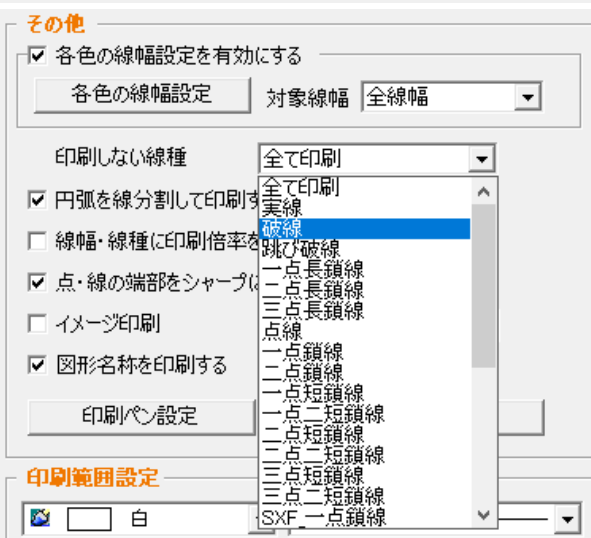 その他
各色の線幅設定を有効にする
各色の線幅設定
対象線幅
全線幅
印刷しない線種
全て印刷
全て印刷
実線
破線
跳び破線
一点長鎖線
二点長鎖線
三点長鎖線
点線
一点鎖線
二点鎖線
一点短鎖線
一点二短鎖線
二点短鎖線
二点二短鎖線
三点短鎖線
三点二短鎖線
SXF_一点鎖線
円弧を線分割して印刷す
線幅・線種に印刷倍率を
点・線の端部をシャープに
イメージ印刷
図形名称を印刷する
印刷ペン設定
印刷範囲設定
白